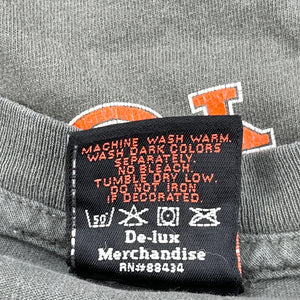 MACHINE WASH WARM.
WASH DARK COLORS
SEPARATELY.
NO BLEACH.
TUMBLE DRY LOW.
DO NOT IRON
IF DECORATED.
50°
De-lux
Merchandise
RN#88434